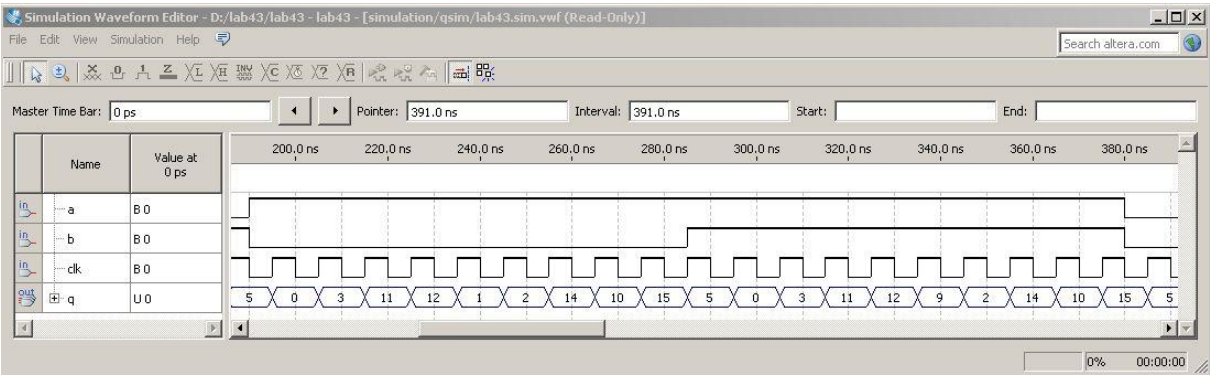 Simulation Waveform Editor - D:/lab43/lab43 - lab43 - [simulation/qsim/lab43.sim.vwf (Read-Only)]
File Edit View Simulation Help
Search altera.com
Master Time Bar: 0 ps Pointer: 391.0 ns Interval: 391.0 ns Start: End:
Name Value at 0 ps 200.0 ns 220.0 ns 240.0 ns 260.0 ns 280.0 ns 300.0 ns 320.0 ns 340.0 ns 360.0 ns 380.0 ns
in a B 0
in b B 0
in clk B 0
out q U 0 5 0 3 11 12 1 2 14 10 15 5 0 3 11 12 9 2 14 10 15 5
0% 00:00:00